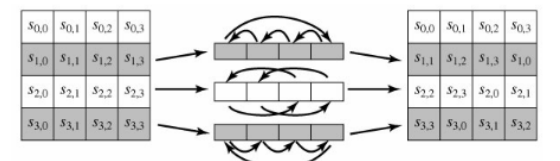 s0,0 s0,1 s0,2 s0,3 s0,0 s0,1 s0,2 s0,3
s1,0 s1,1 s1,2 s1,3 s1,1 s1,2 s1,3 s1,0
s2,0 s2,1 s2,2 s2,3 s2,2 s2,3 s2,0 s2,1
s3,0 s3,1 s3,2 s3,3 s3,3 s3,0 s3,1 s3,2